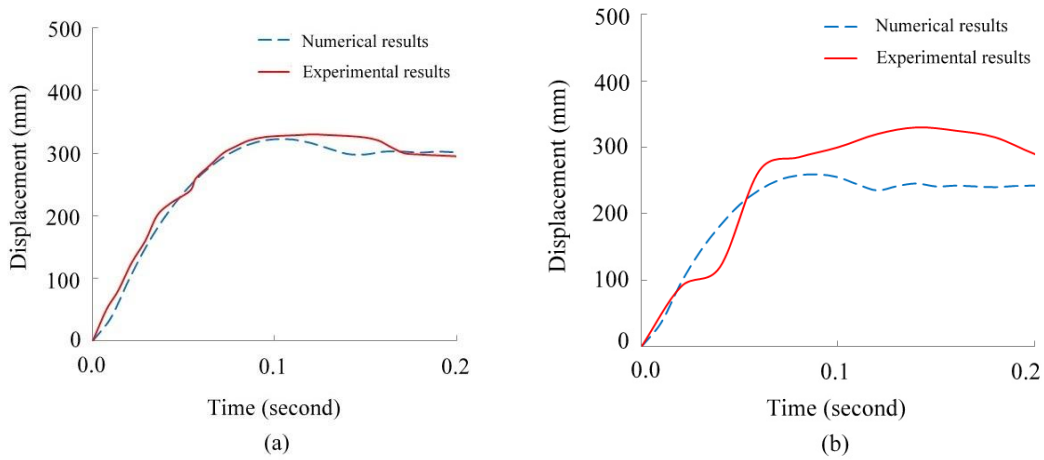 500
400
300
200
100
0
Displacement (mm)
Numerical results
Experimental results
0.0
0.1
0.2
Time (second)
(a)
500
400
300
200
100
0
Displacement (mm)
Numerical results
Experimental results
0.0
0.1
0.2
Time (second)
(b)